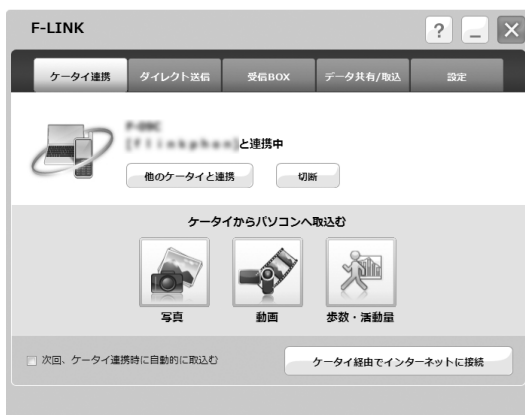 F-LINK
? _ X
ケータイ連携 ダイレクト送信 受信BOX データ共有/取込 設定
と連携中
他のケータイと連携 切断
ケータイからパソコンへ取込む
写真 動画 歩数・活動量
次回、ケータイ連携時に自動的に取込む ケータイ経由でインターネットに接続